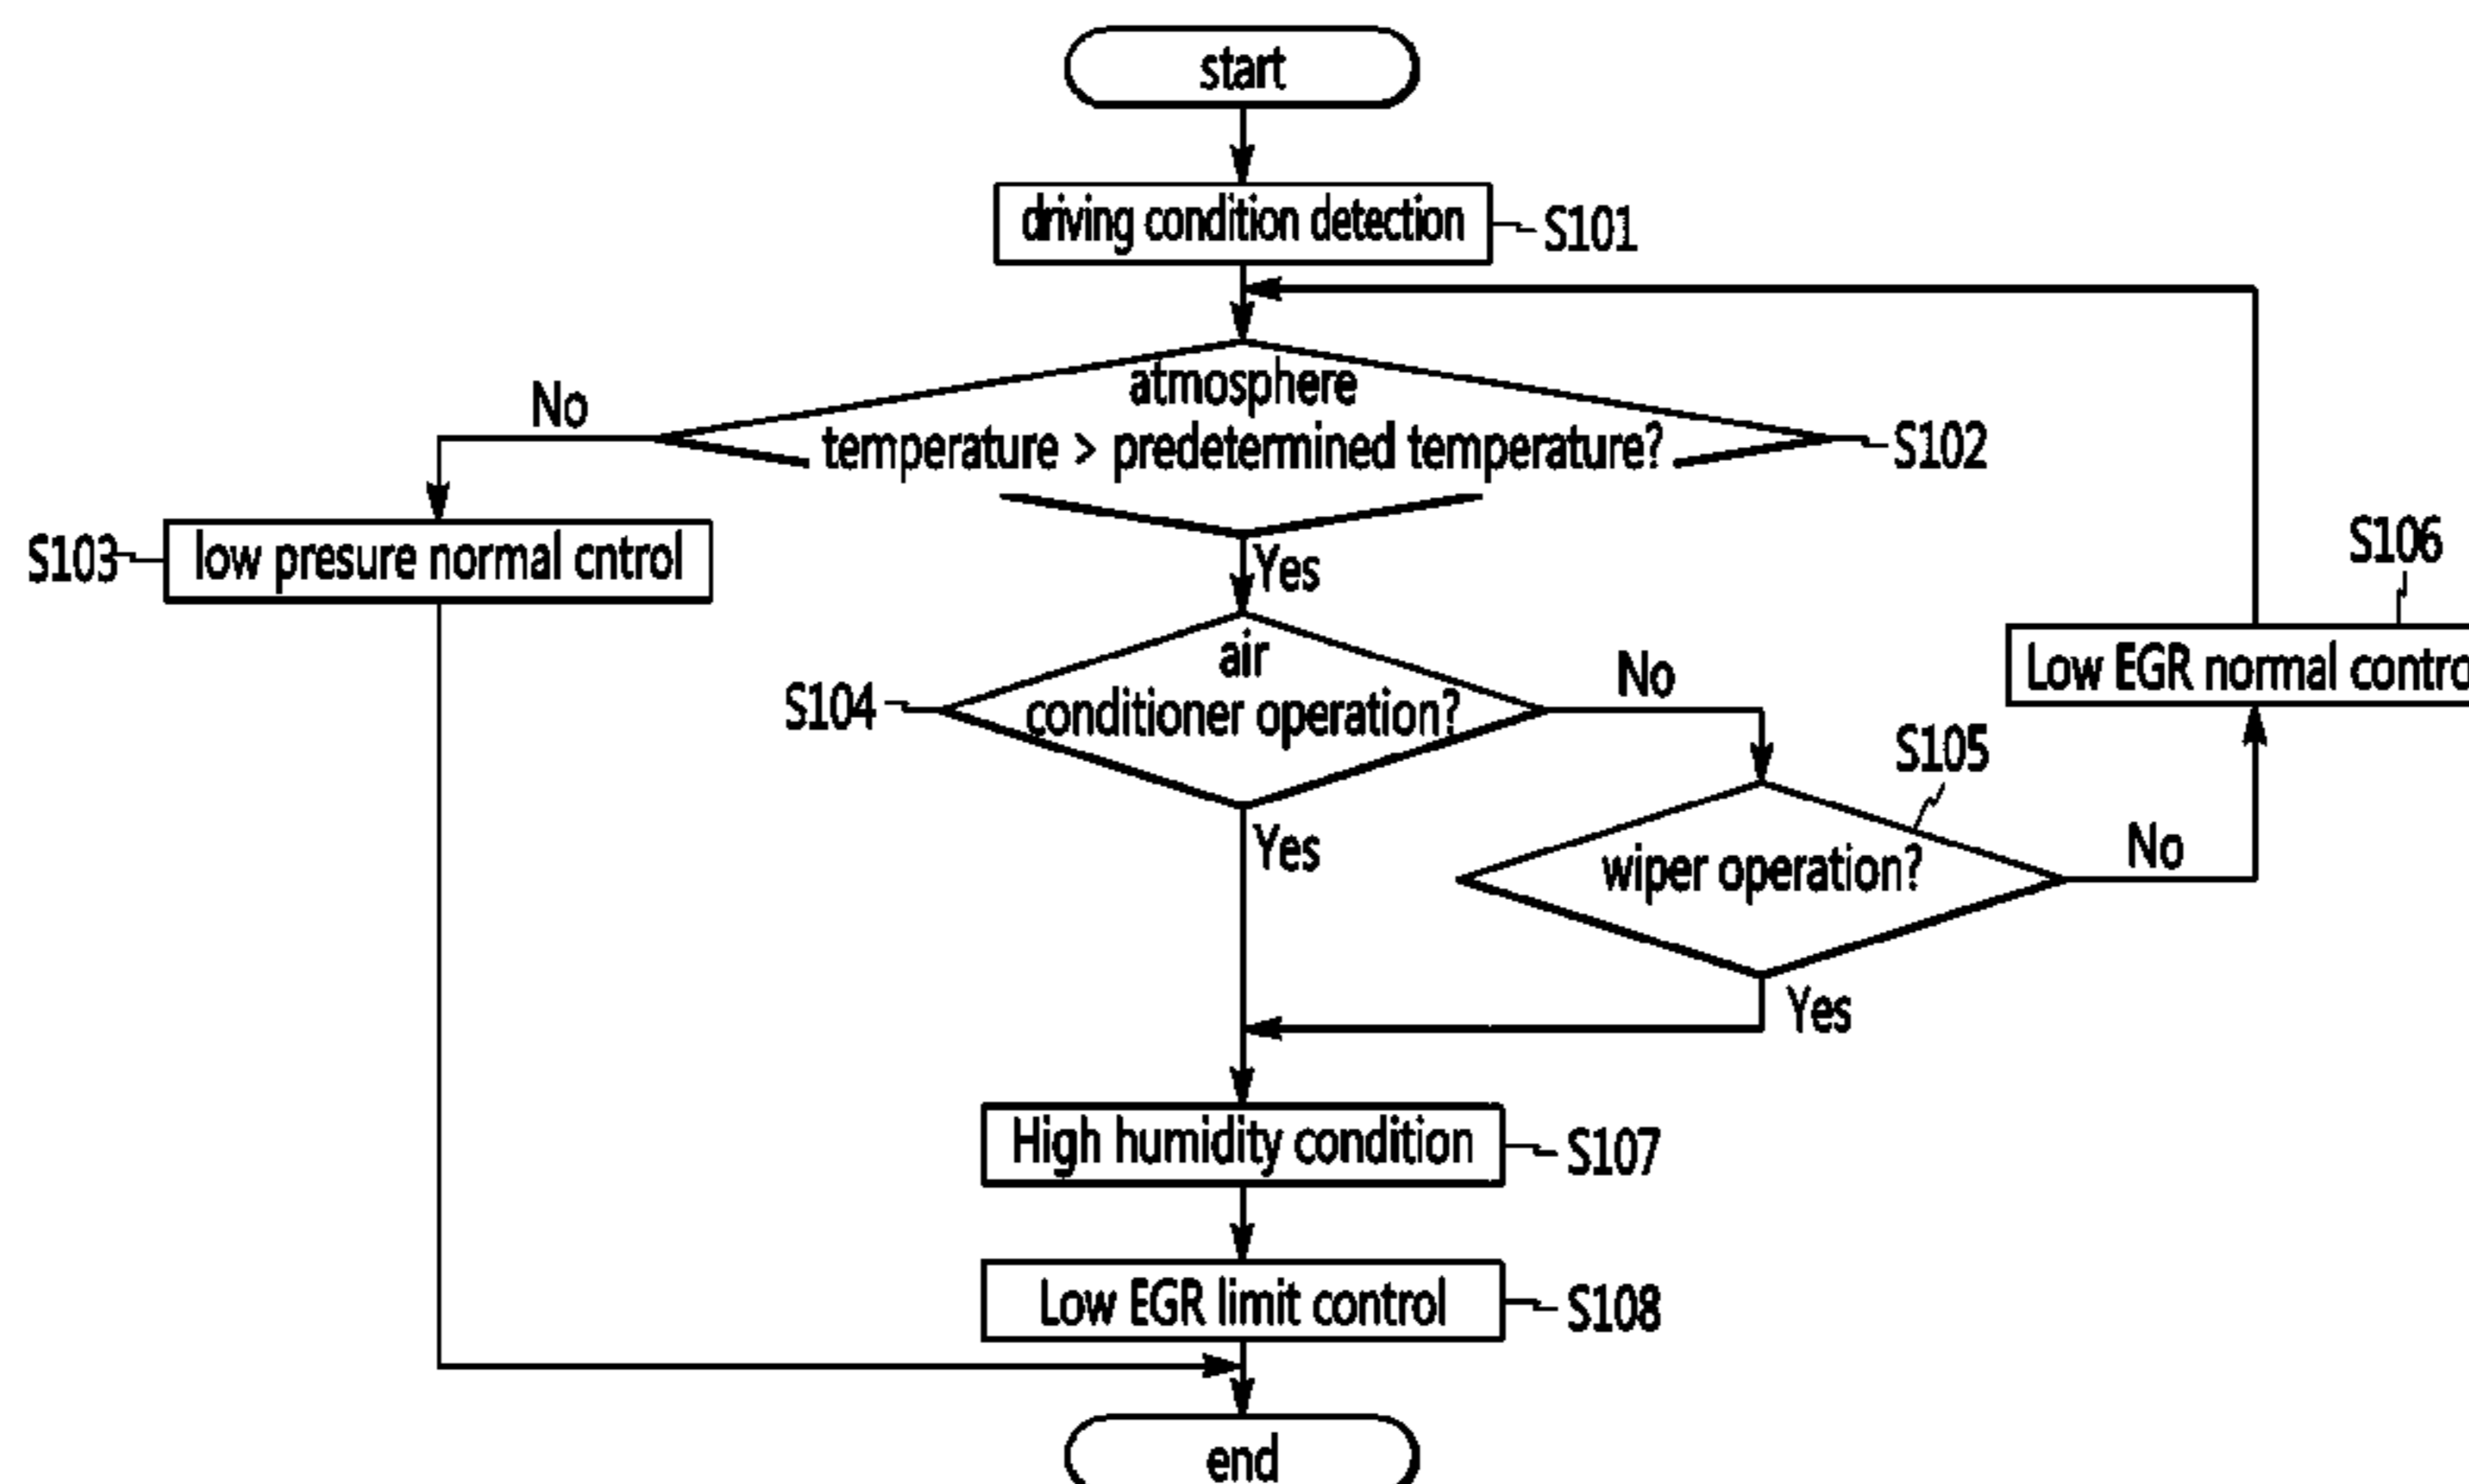 start
driving condition detection
S101
atmosphere
No
temperature > predetermined temperature?
S102
Yes
S103
low presure normal cntrol
S106
Low EGR normal contro
air
conditioner operation?
S104
No
S105
Yes
wiper operation?
No
Yes
High humidity condition
S107
Low EGR limit control
S108
end